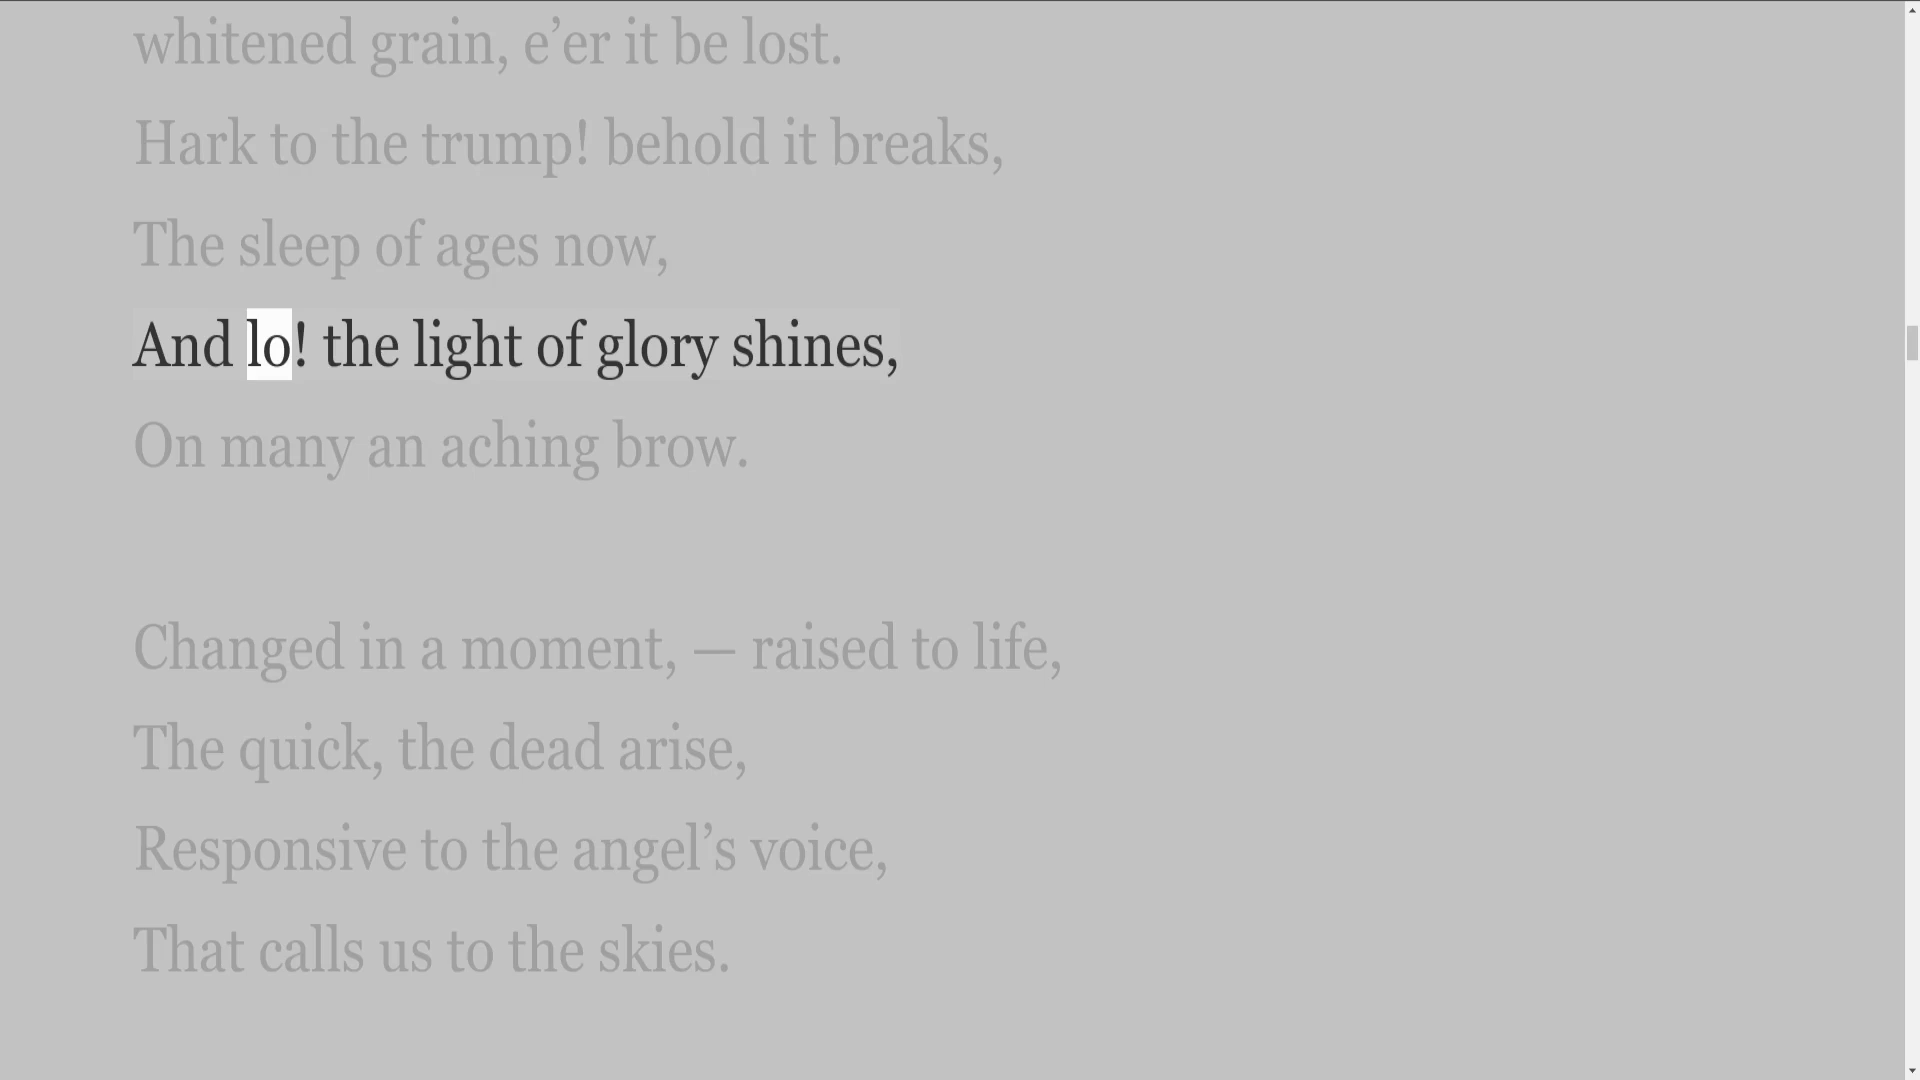 whitened grain, e’er it be lost.
Hark to the trump! behold it breaks,
The sleep of ages now,
And lo! the light of glory shines,
On many an aching brow.
Changed in a moment, — raised to life,
The quick, the dead arise,
Responsive to the angel’s voice,
That calls us to the skies.